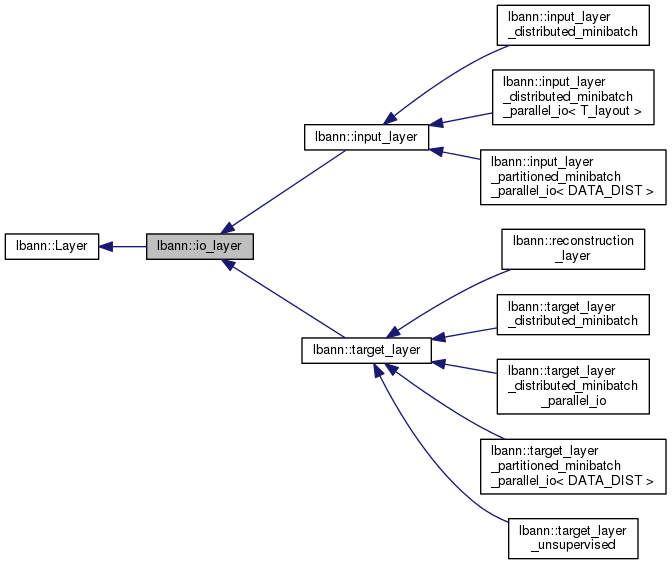 lbann::input_layer
_distributed_minibatch
lbann::input_layer
_distributed_minibatch
_parallel_io< T_layout >
lbann::input_layer
lbann::input_layer
_partitioned_minibatch
_parallel_io< DATA_DIST >
lbann::Layer
lbann::io_layer
lbann::reconstruction
_layer
lbann::target_layer
_distributed_minibatch
lbann::target_layer
lbann::target_layer
_distributed_minibatch
_parallel_io
lbann::target_layer
_partitioned_minibatch
_parallel_io< DATA_DIST >
lbann::target_layer
_unsupervised